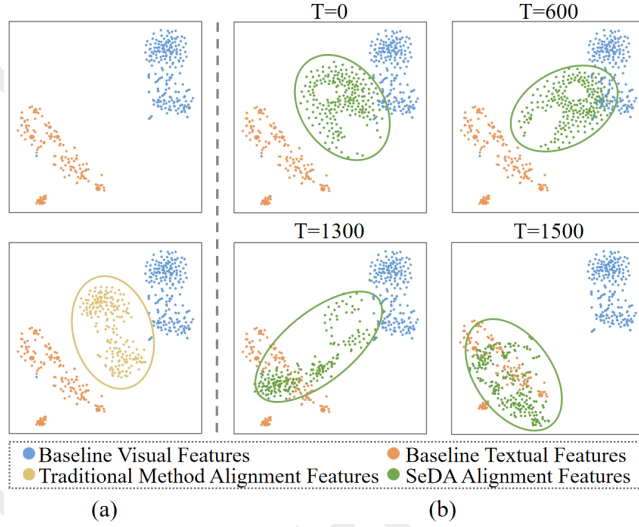 T=0
T=600
T=1300
T=1500
Baseline Visual Features
Baseline Textual Features
Traditional Method Alignment Features
SeDA Alignment Features
(a)
(b)